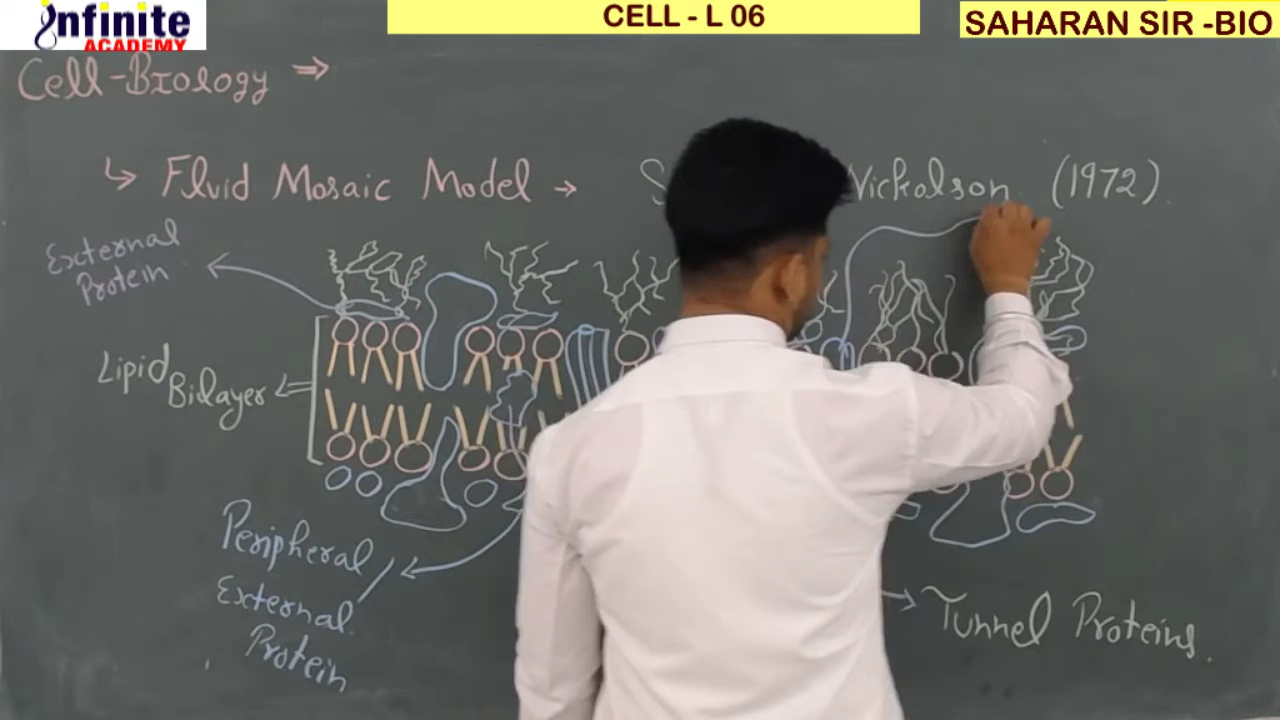 infinite
ACADEMY
CELL - L 06
SAHARAN SIR -BIO
Cell-Biology ⇒
↳ Fluid Mosaic Model → Nickolson (1972).
External
Protein
Lipid Bilayer
Peripheral /
External
Protein
→ Tunnel Proteins.